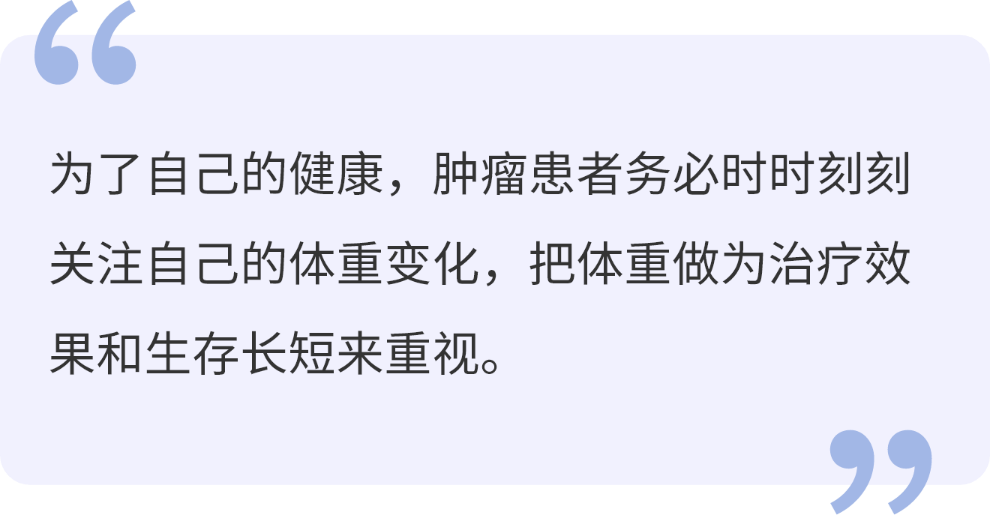 为了自己的健康，肿瘤患者务必时时刻刻
关注自己的体重变化，把体重做为治疗效
果和生存长短来重视。